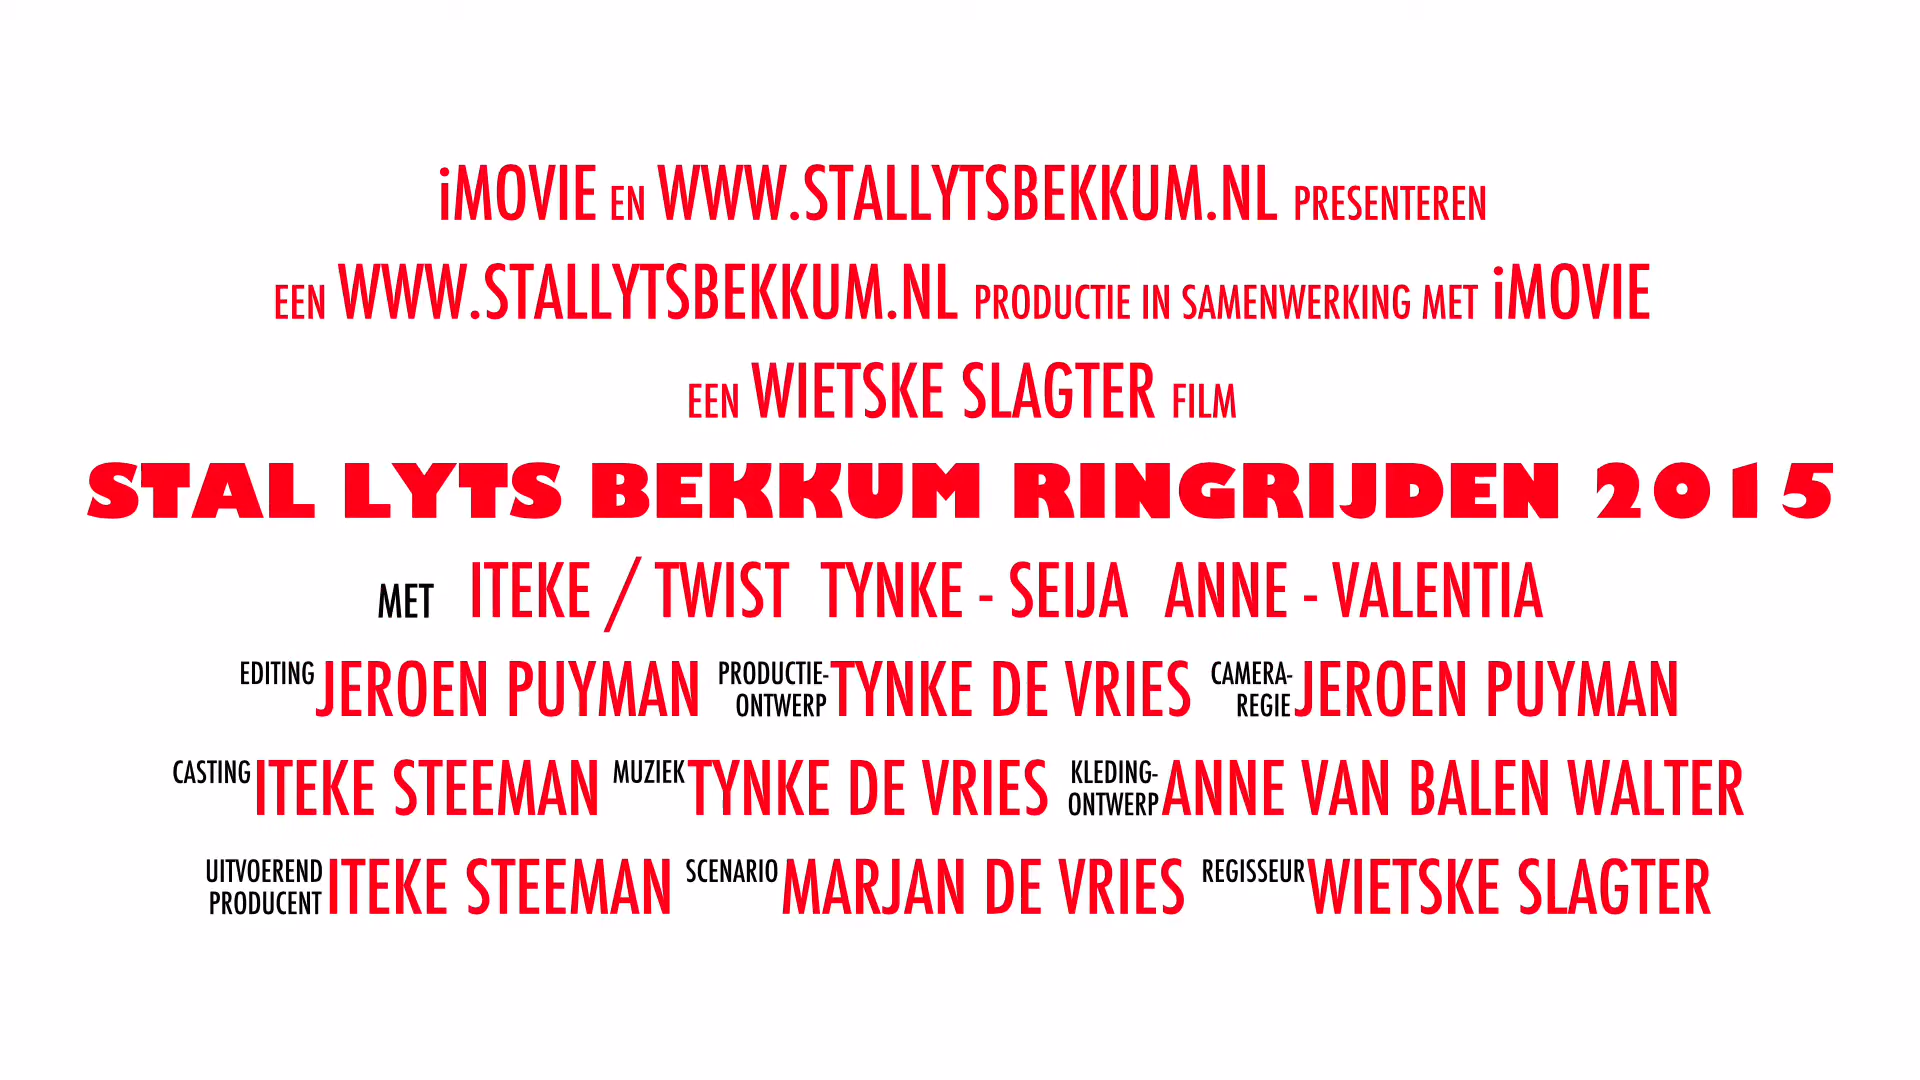 iMOVIE EN WWW.STALLYTSBEKKUM.NL PRESENTEREN
EEN WWW.STALLYTSBEKKUM.NL PRODUCTIE IN SAMENWERKING MET iMOVIE
EEN WIETSKE SLAGTER FILM
STAL LYTS BEKKUM RINGRIJDEN 2015
MET ITEKE / TWIST TYNKE - SEIJA ANNE - VALENTIA
EDITING JEROEN PUYMAN PRODUCTIE-ONTWERP TYNKE DE VRIES CAMERA-REGIE JEROEN PUYMAN
CASTING ITEKE STEEMAN MUZIEK TYNKE DE VRIES KLEDING-ONTWERP ANNE VAN BALEN WALTER
UITVOEREND PRODUCENT ITEKE STEEMAN SCENARIO MARJAN DE VRIES REGISSEUR WIETSKE SLAGTER